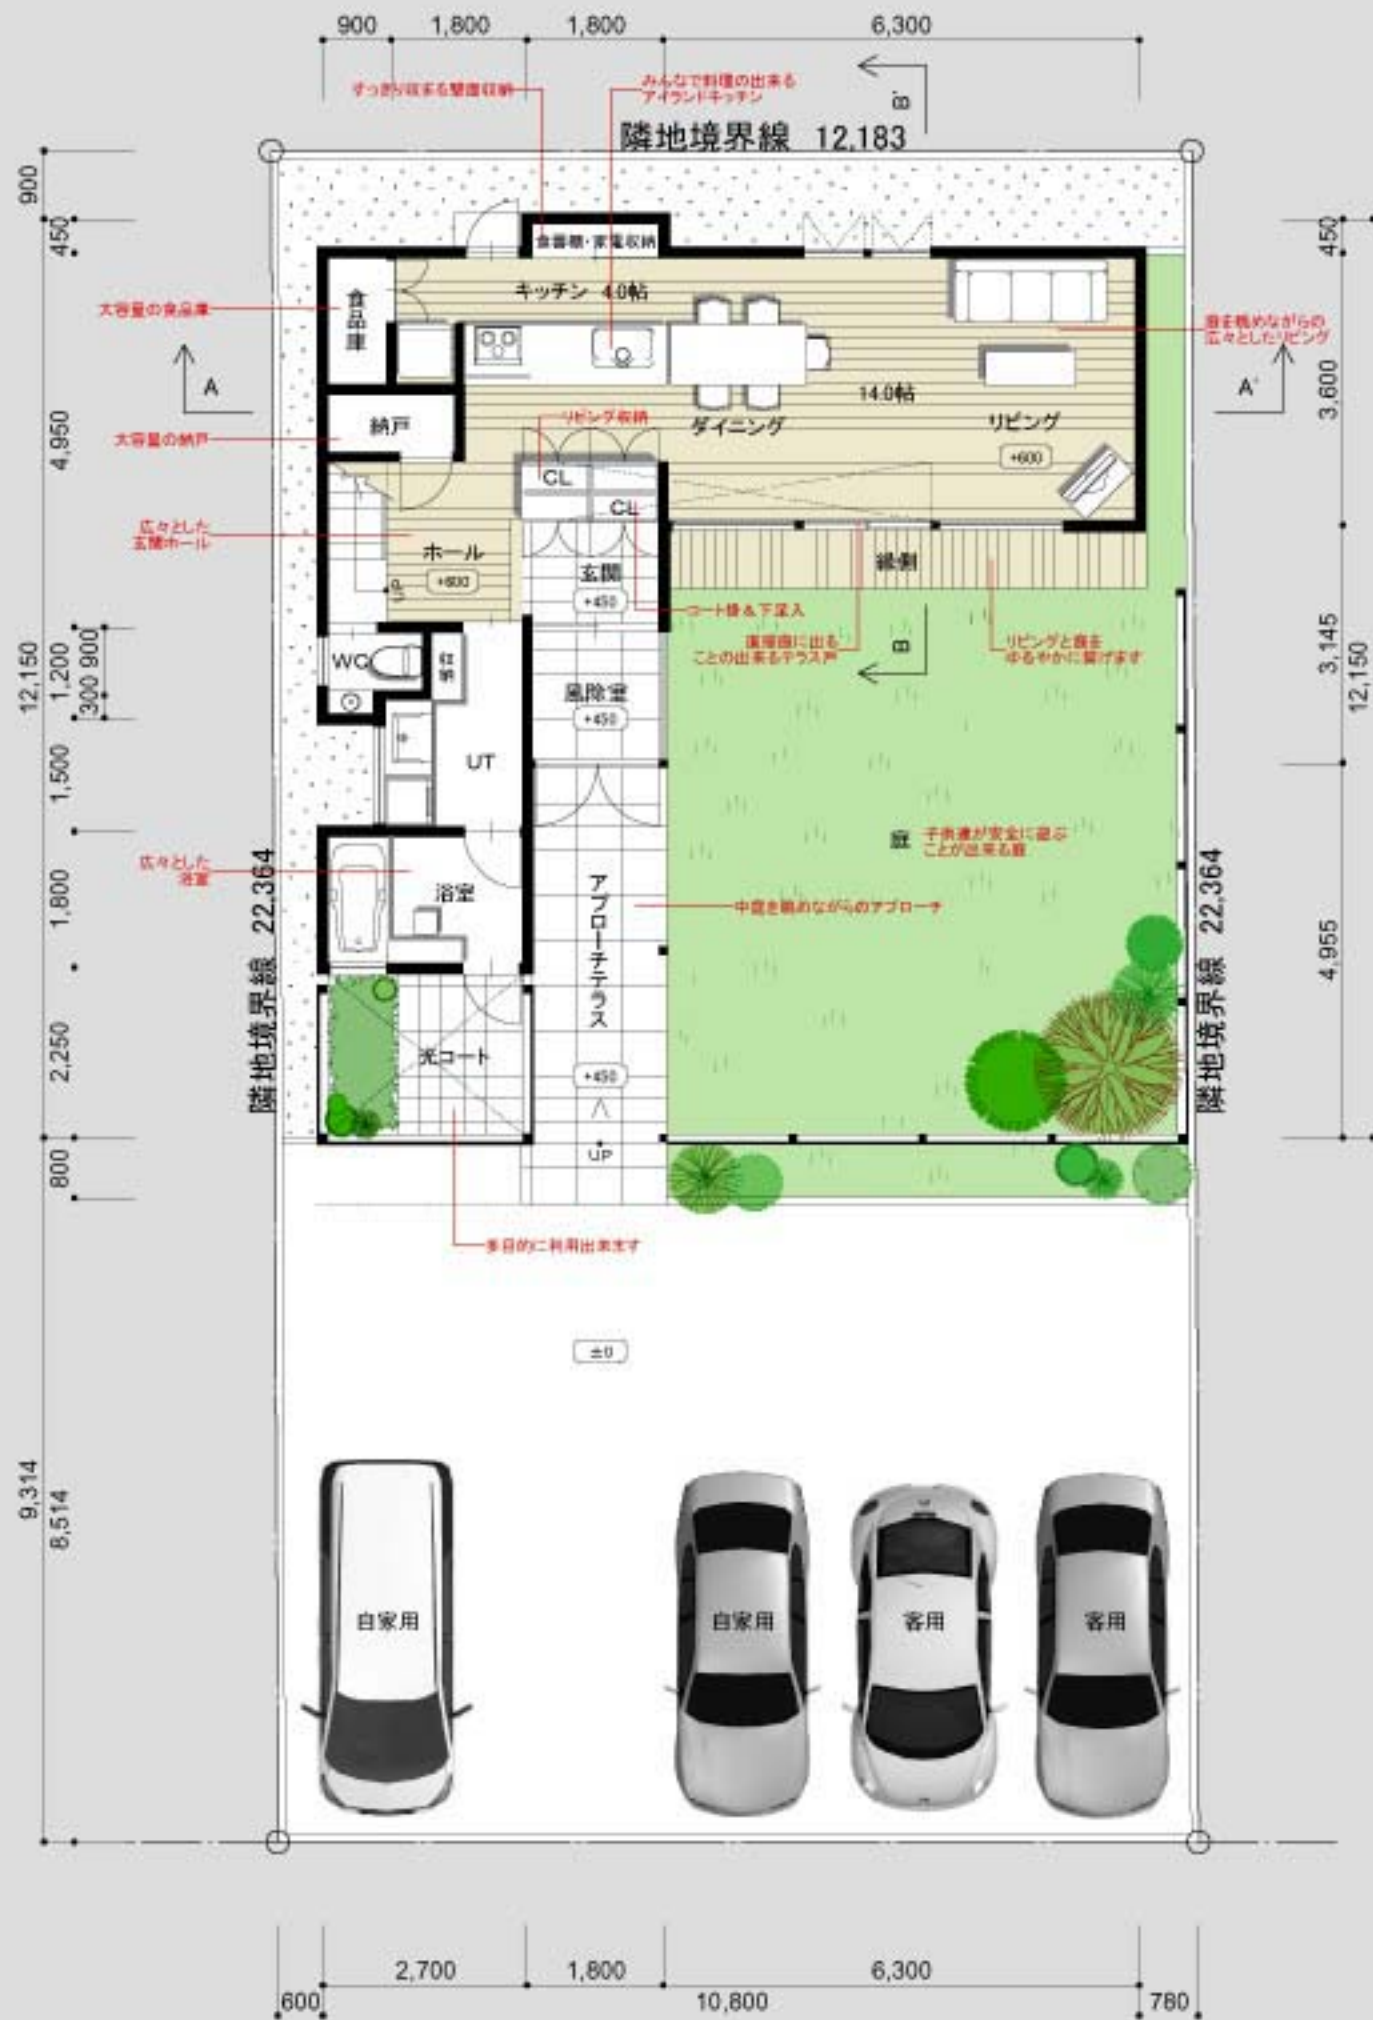 900
1,800
1,800
6,300
すっきり収まる壁面収納
みんなで料理の出来る
アイランドキッチン
B'
隣地境界線 12,183
900
450
450
食器棚・家電収納
キッチン 4.0帖
食品庫
大容量の食品庫
庭を眺めながらの
広々としたリビング
A
A'
14.0帖
3,600
4,950
リビング収納
ダイニング
リビング
納戸
大容量の納戸
+600
CL
CL
広々とした
玄関ホール
ホール
+600
玄関
+450
縁側
UP
コート掛&下足入
直接庭に出る
ことの出来るテラス戸
B
リビングと庭を
ゆるやかに繋げます
12,150
1,200
300
900
3,145
12,150
WC
収納
風除室
+450
UT
1,500
庭
子供達が安全に遊ぶ
ことが出来る庭
広々とした
浴室
浴室
1,800
アプローチテラス
中庭を眺めながらのアプローチ
隣地境界線 22,364
隣地境界線 22,364
4,955
2,250
光コート
+450
UP
800
多目的に利用出来ます
±0
9,314
8,514
自家用
自家用
客用
客用
2,700
1,800
6,300
600
10,800
780